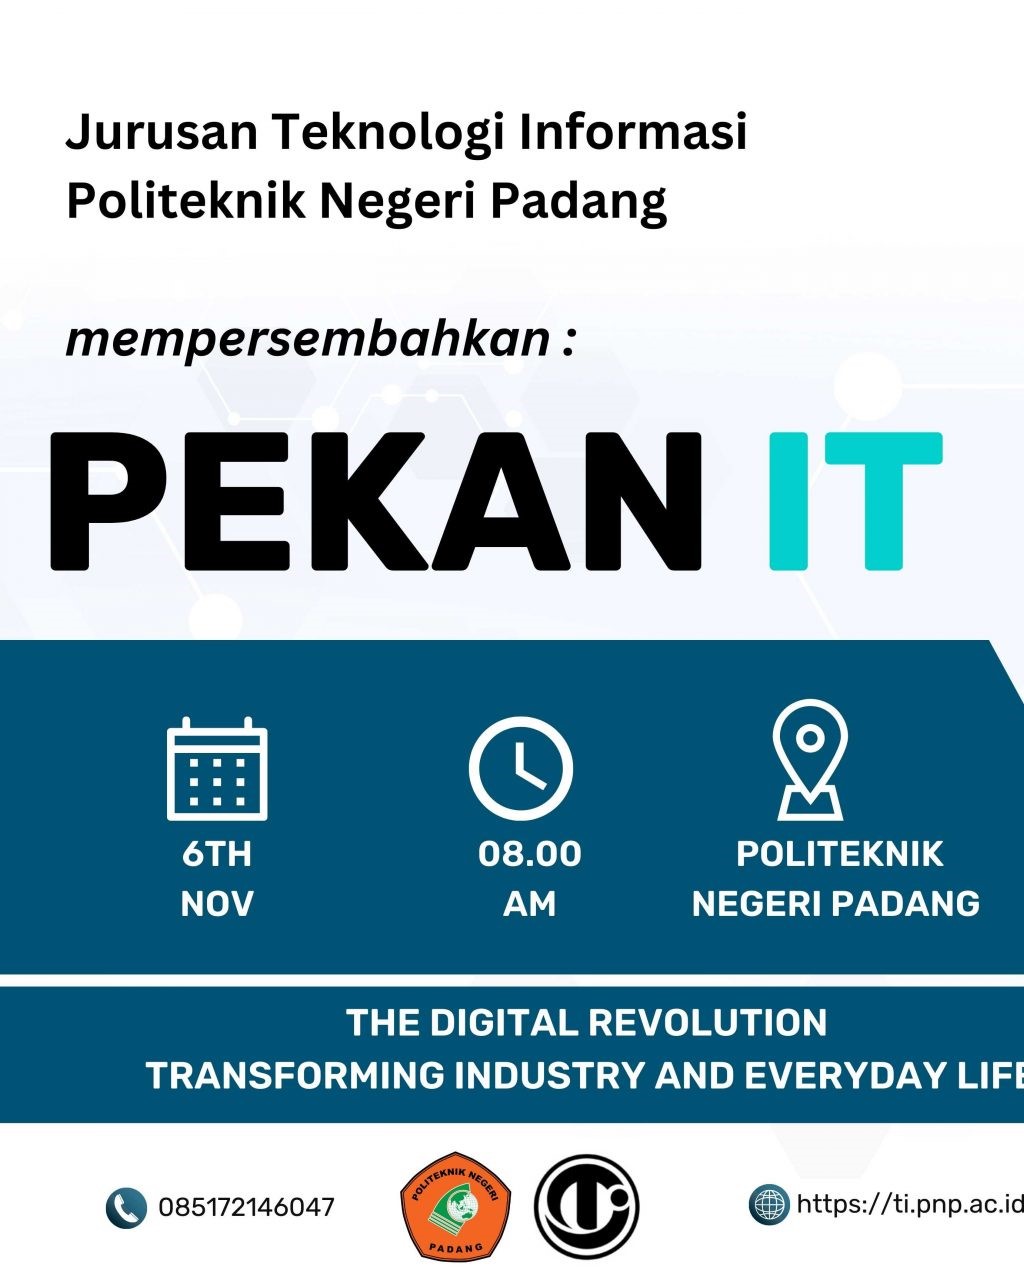 Jurusan Teknologi Informasi
Politeknik Negeri Padang
mempersembahkan :
PEKAN IT
6TH
NOV
08.00
AM
POLITEKNIK
NEGERI PADANG
THE DIGITAL REVOLUTION
TRANSFORMING INDUSTRY AND EVERYDAY LIFE
085172146047
POLITEKNIK NEGERI
PADANG
https://ti.pnp.ac.id